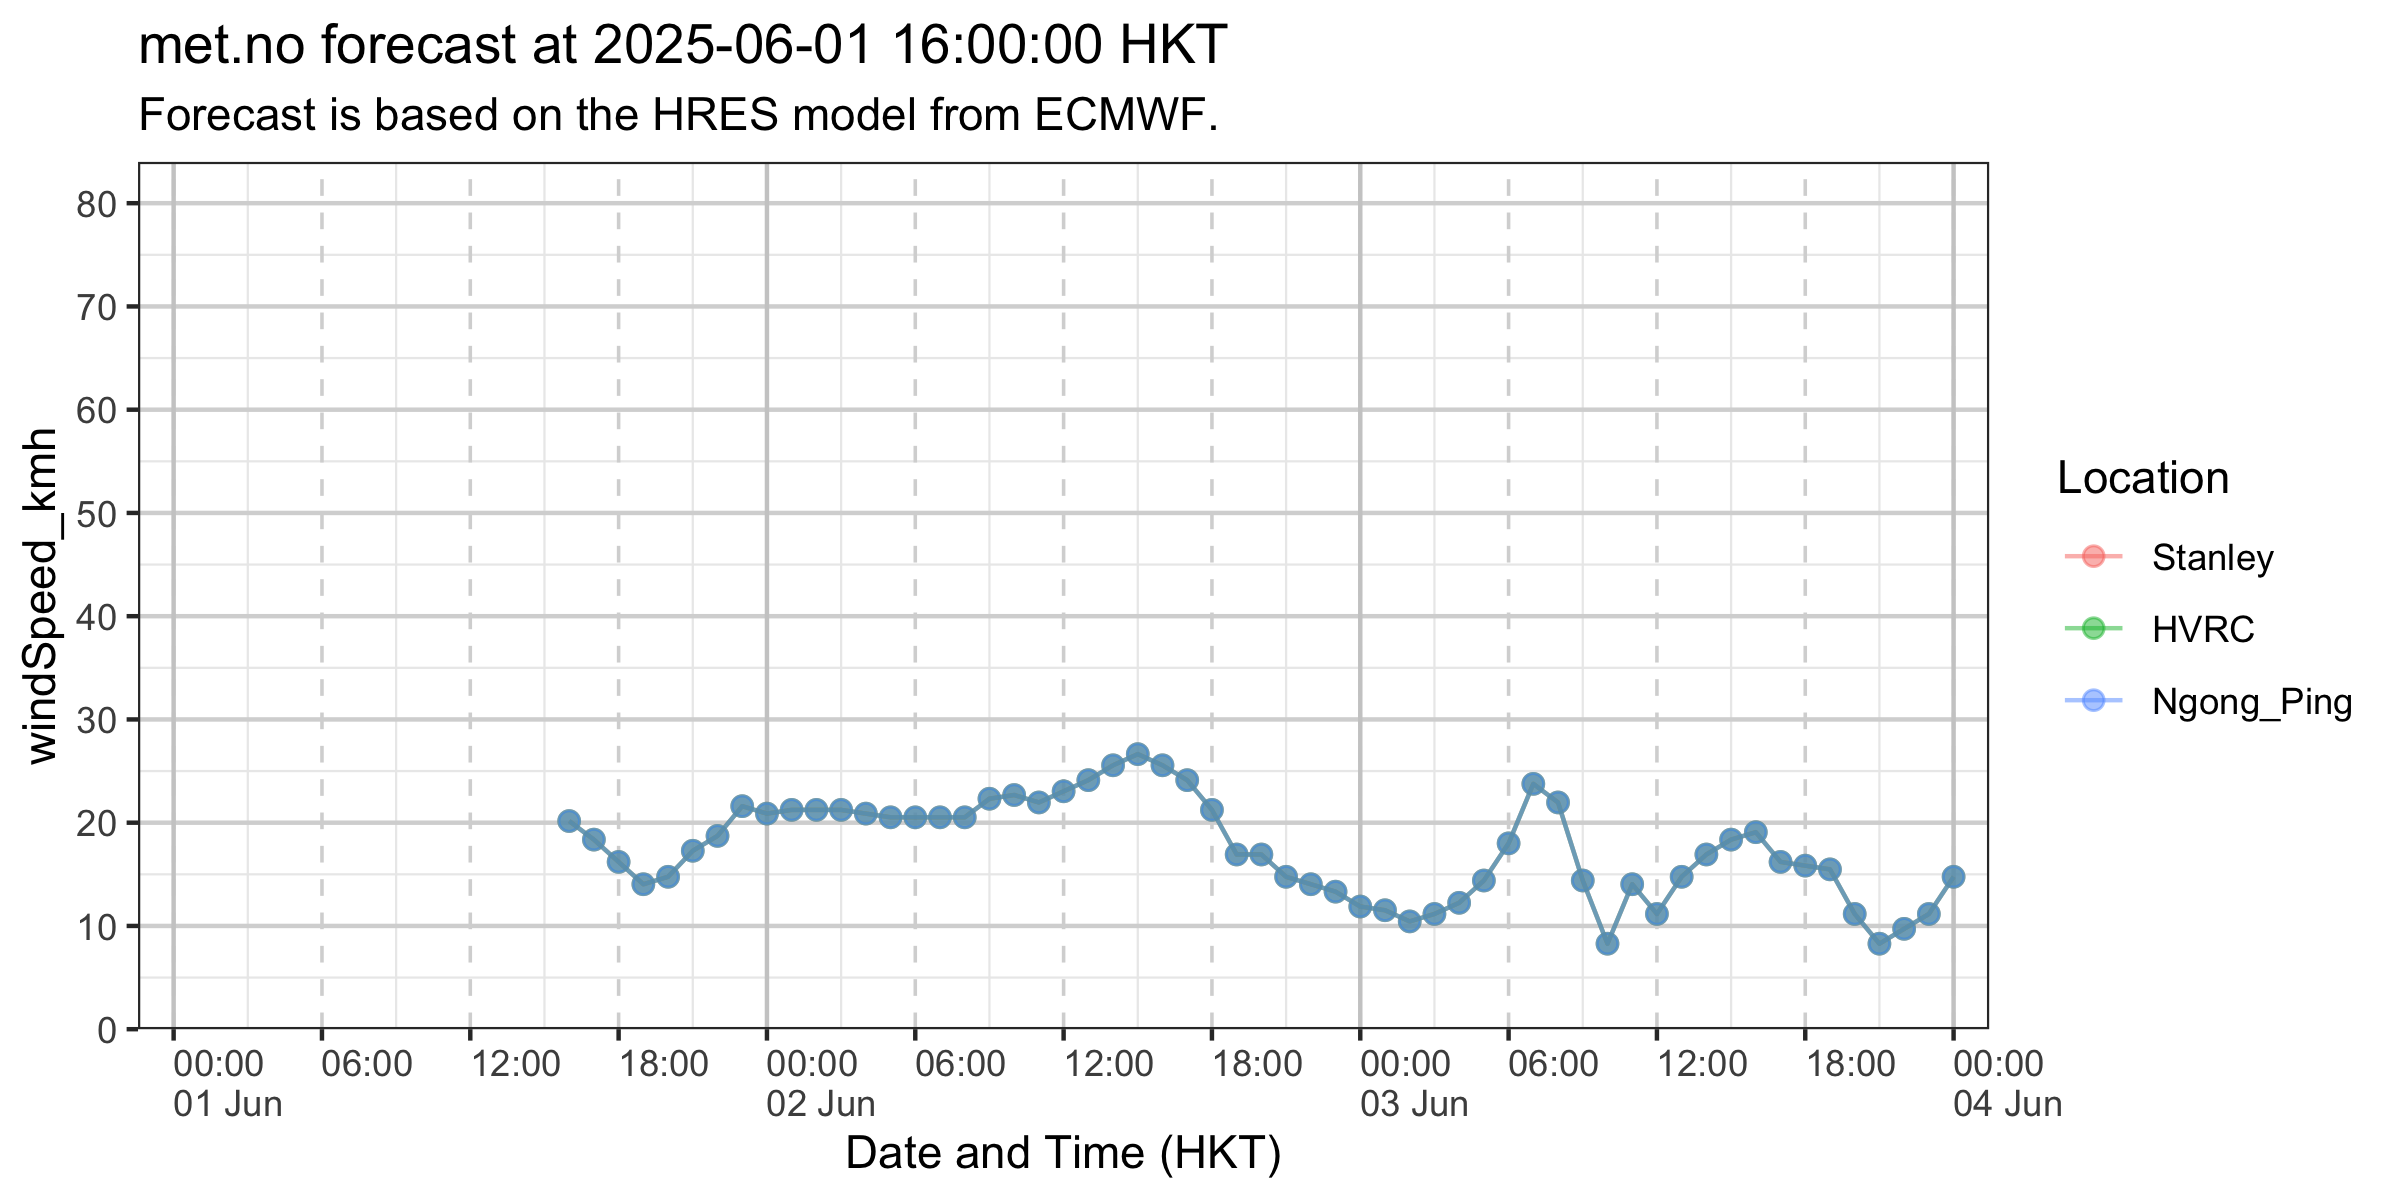 met.no forecast at 2025-06-01 16:00:00 HKT
Forecast is based on the HRES model from ECMWF.
windSpeed_kmh
80
70
60
50
40
30
20
10
0
00:00 06:00 12:00 18:00 00:00 06:00 12:00 18:00 00:00 06:00 12:00 18:00 00:00
01 Jun 02 Jun 03 Jun 04 Jun
Date and Time (HKT)
Location
Stanley
HVRC
Ngong_Ping